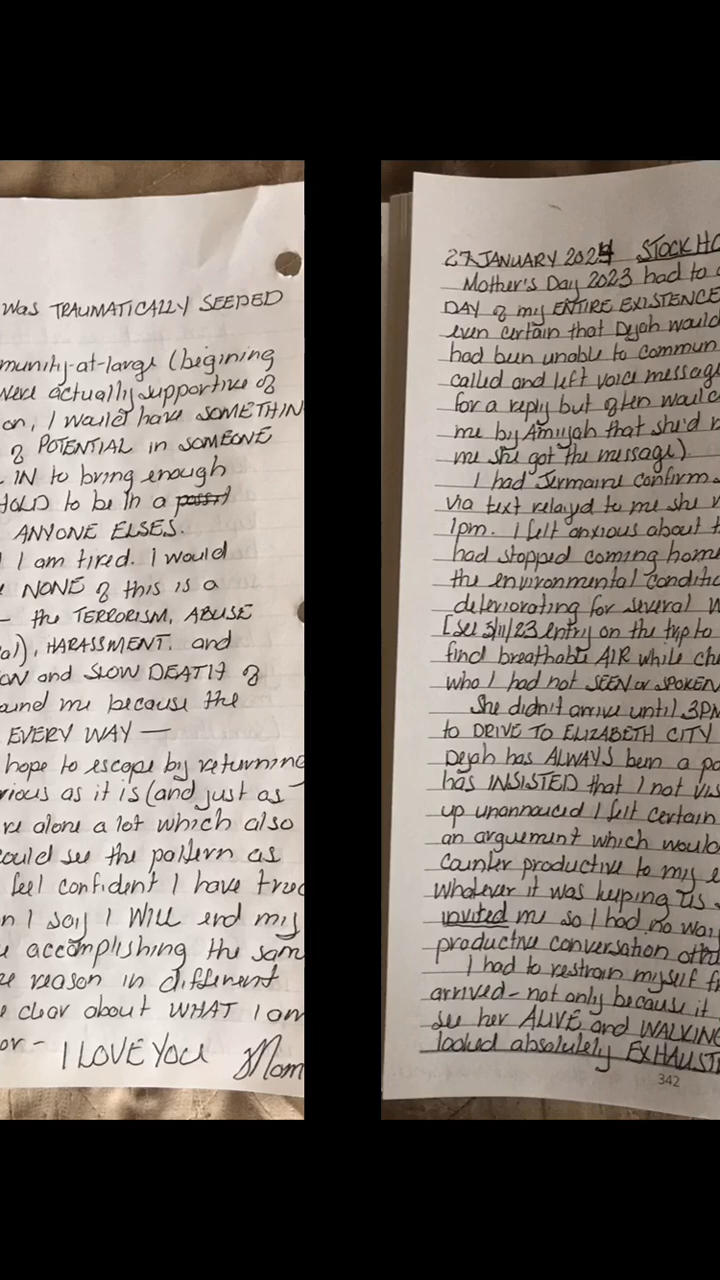 was TRAUMATICALLY SEEDED
munity-at-large (begining
were actually supportive of
on, I would have SOMETHIN
of POTENTIAL in SOMEONE
IN to bring enough
HOLD to be in a
ANYONE ELSES.
I am tired. I would
NONE of this is a
- the TERRORISM, ABUSE
al), HARASSMENT, and
ON and SLOW DEATH of
ound me because the
EVERY WAY —
hope to escape by returning
rious as it is (and just as
re alone a lot which also
ould see the pattern as
feel confident I have true
n I say I WILL end my
e accomplishing the sam
e reason in different
e clear about WHAT I am
or - I LOVE YOU Mom
27 JANUARY 2024 STOCKHO
Mother's Day 2023 had to
DAY of my ENTIRE EXISTENCE
even certain that Dejah would
had been unable to commun
called and left voice message
for a reply but often would
me by Amiyah that she'd
me she got the message)
I had Jermaine confirm
via text relayed to me she
1pm. I felt anxious about
had stopped coming home
the environmental conditio
deteriorating for several
[see 3/11/23 entry on the trip to
find breathable AIR while che
who I had not SEEN or SPOKEN
She didn't arrive until 3PM
to DRIVE TO ELIZABETH CITY
Dejah has ALWAYS been a
has INSISTED that I not VIS
up unannouced I felt certain
an arguement which would
counter productive to my e
whatever it was keeping us
invited me so I had no way
productive conversation
I had to restrain myself
arrived - not only because it
see her ALIVE and WALKING
looked absolutely EXHAUST
342